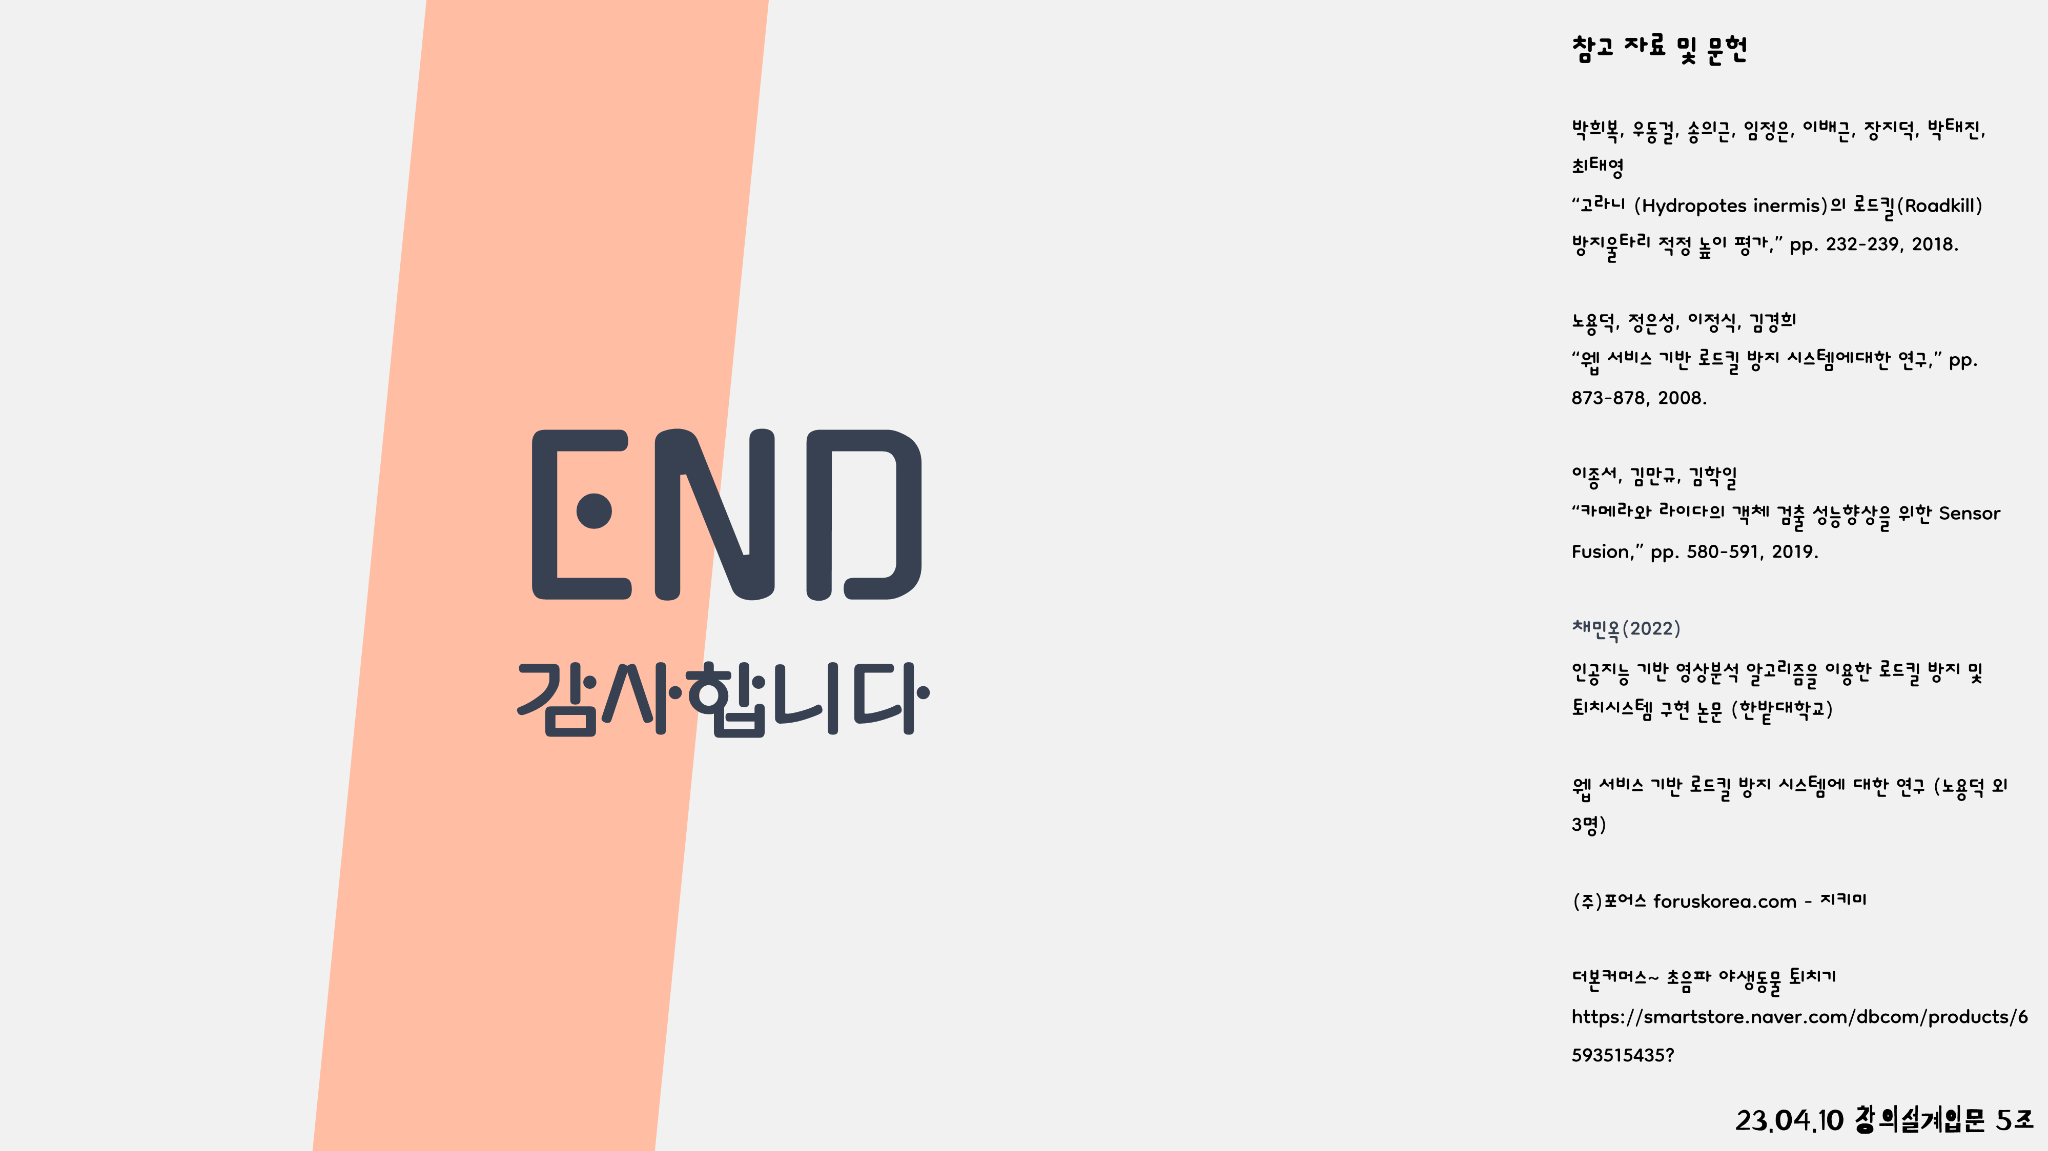 END
감사합니다
참고 자료 및 문헌
박희복, 우동걸, 송의근, 임정은, 이배근, 장지덕, 박태진,
최태영
“고라니 (Hydropotes inermis)의 로드킬(Roadkill)
방지울타리 적정 높이 평가,” pp. 232-239, 2018.
노용덕, 정은성, 이정식, 김경희
“웹 서비스 기반 로드킬 방지 시스템에대한 연구,” pp.
873-878, 2008.
이종서, 김만규, 김학일
“카메라와 라이다의 객체 검출 성능향상을 위한 Sensor
Fusion,” pp. 580-591, 2019.
채민옥(2022)
인공지능 기반 영상분석 알고리즘을 이용한 로드킬 방지 및
퇴치시스템 구현 논문 (한밭대학교)
웹 서비스 기반 로드킬 방지 시스템에 대한 연구 (노용덕 외
3명)
(주)포어스 foruskorea.com - 지키미
더본커머스~ 초음파 야생동물 퇴치기
https://smartstore.naver.com/dbcom/products/6
593515435?
23.04.10 창의설계입문 5조